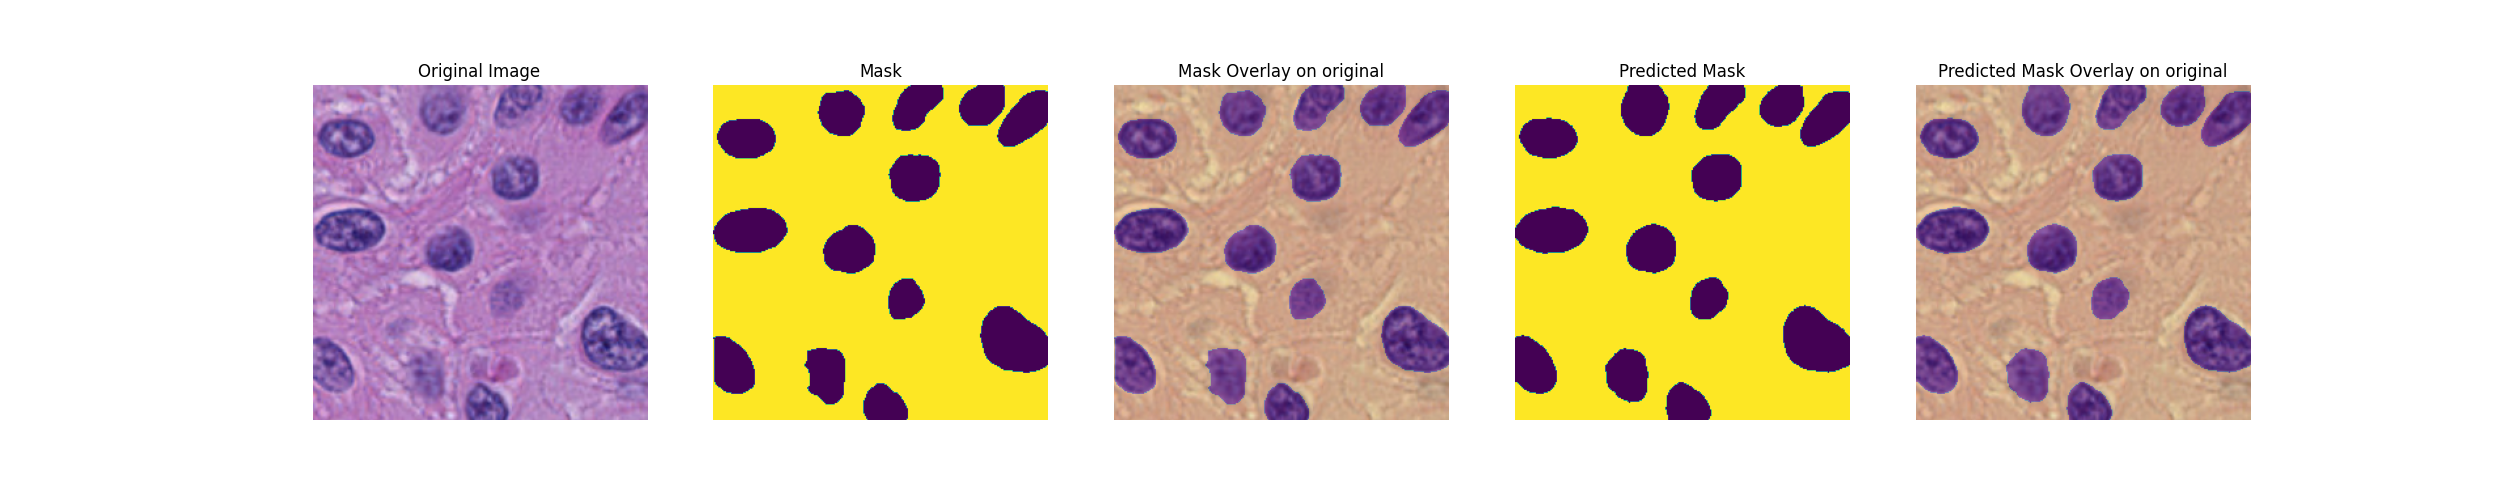 Original Image
Mask
Mask Overlay on original
Predicted Mask
Predicted Mask Overlay on original